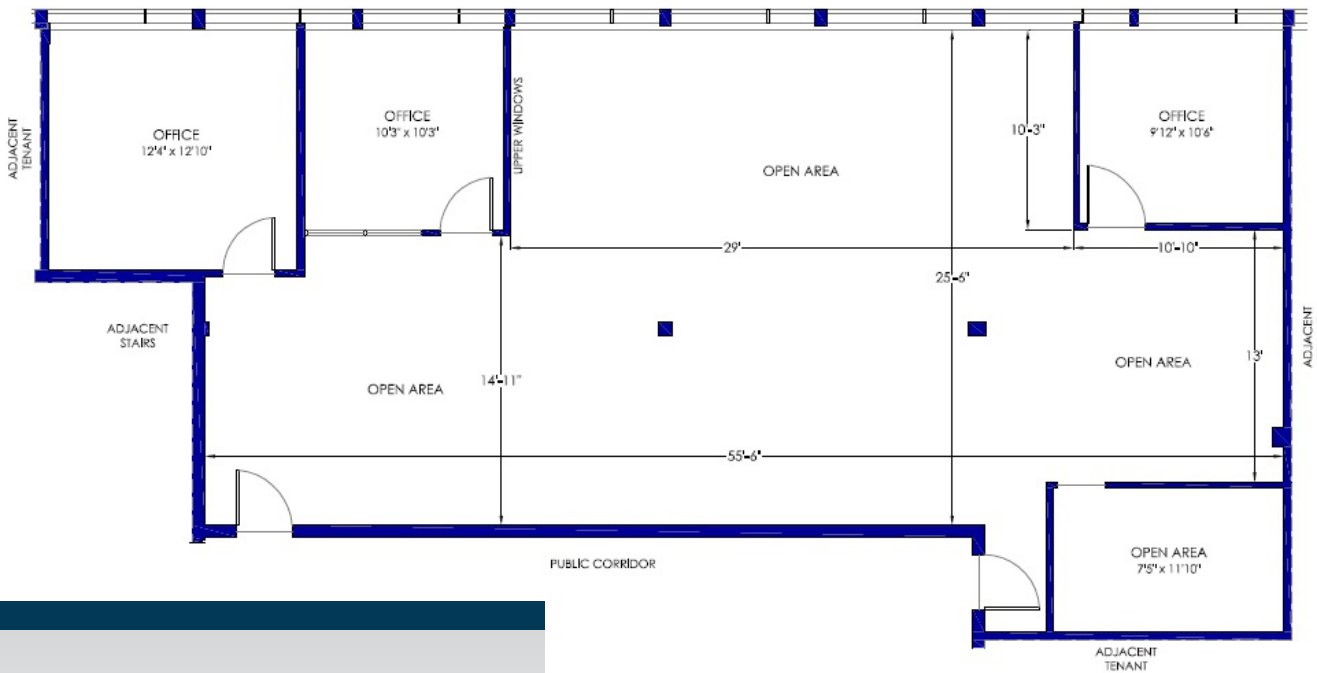 ADJACENT
TENANT
OFFICE
12'4" x 12'10"
OFFICE
10'3" x 10'3"
UPPER WINDOWS
OPEN AREA
10'-3"
OFFICE
9'12" x 10'6"
29'
10'-10"
25'-6"
ADJACENT
STAIRS
ADJACENT
OPEN AREA
14'-11"
OPEN AREA
13'
55'-6"
PUBLIC CORRIDOR
OPEN AREA
7'5" x 11'10"
ADJACENT
TENANT